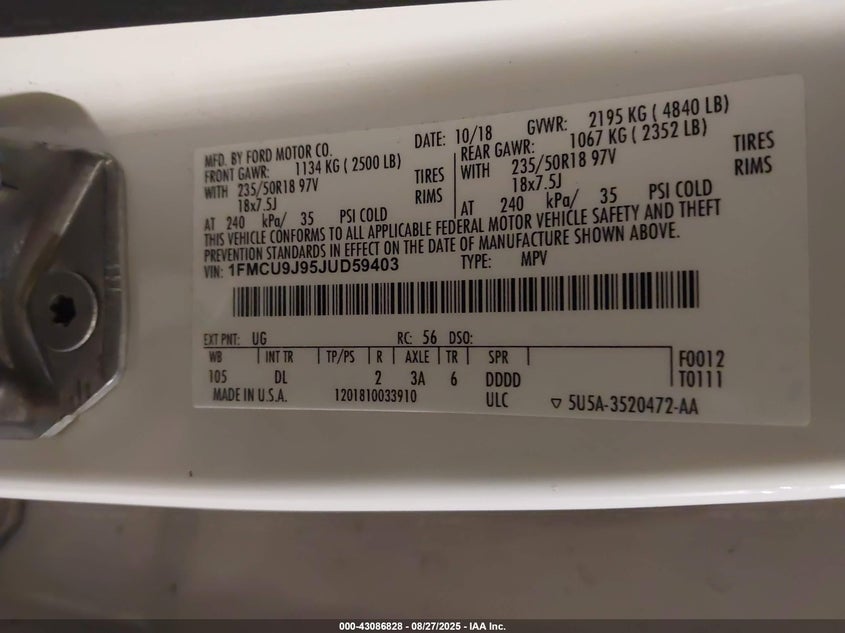 MFD. BY FORD MOTOR CO. DATE: 10/18 GVWR: 2195 KG ( 4840 LB)
FRONT GAWR: 1134 KG ( 2500 LB) REAR GAWR: 1067 KG ( 2352 LB)
WITH 235/50R18 97V TIRES WITH 235/50R18 97V TIRES
18x7.5J RIMS 18x7.5J RIMS
AT 240 kPa/ 35 PSI COLD AT 240 kPa/ 35 PSI COLD
THIS VEHICLE CONFORMS TO ALL APPLICABLE FEDERAL MOTOR VEHICLE SAFETY AND THEFT
PREVENTION STANDARDS IN EFFECT ON THE DATE OF MANUFACTURE SHOWN ABOVE.
VIN: 1FMCU9J95JUD59403 TYPE: MPV
EXT PNT: UG RC: 56 DSO:
WB INT TR TP/PS R AXLE TR SPR F0012
105 DL 2 3A 6 DDDD T0111
MADE IN U.S.A. 1201810033910 ULC ▽ 5U5A-3520472-AA
000-43086828 - 08/27/2025 - IAA Inc.